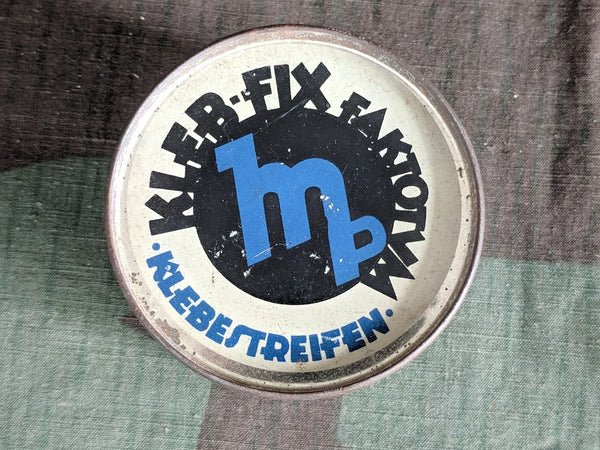 KLEB-FIX FAKTOTUM
mp
·KLEBESTREIFEN·